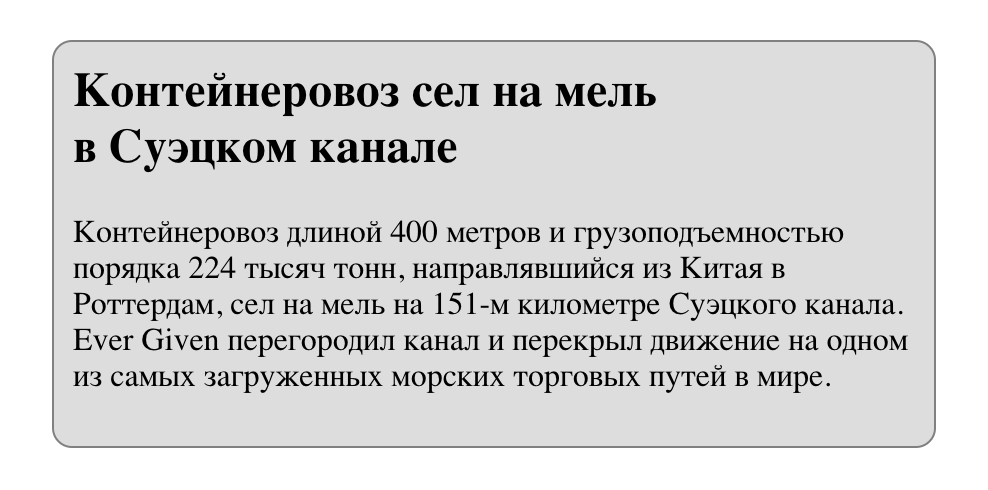 Контейнеровоз сел на мель
в Суэцком канале
Контейнеровоз длиной 400 метров и грузоподъемностью
порядка 224 тысяч тонн, направлявшийся из Китая в
Роттердам, сел на мель на 151-м километре Суэцкого канала.
Ever Given перегородил канал и перекрыл движение на одном
из самых загруженных морских торговых путей в мире.